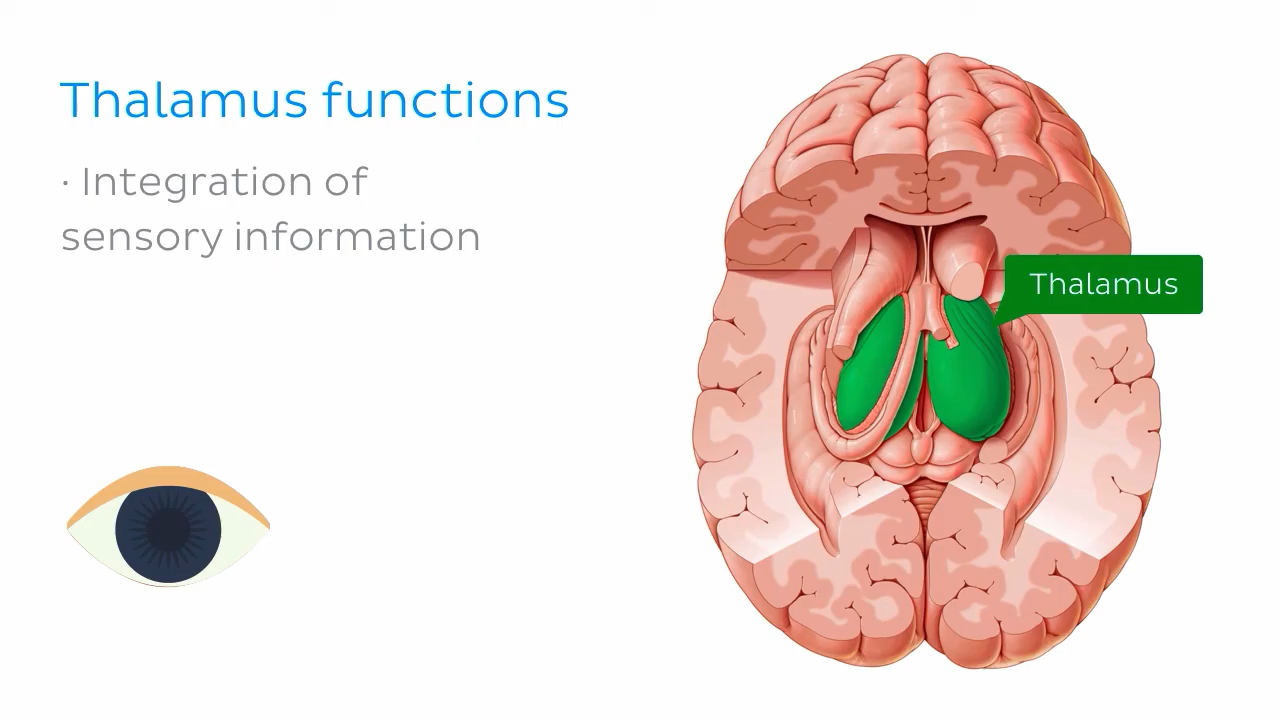 Thalamus functions
· Integration of
sensory information
Thalamus